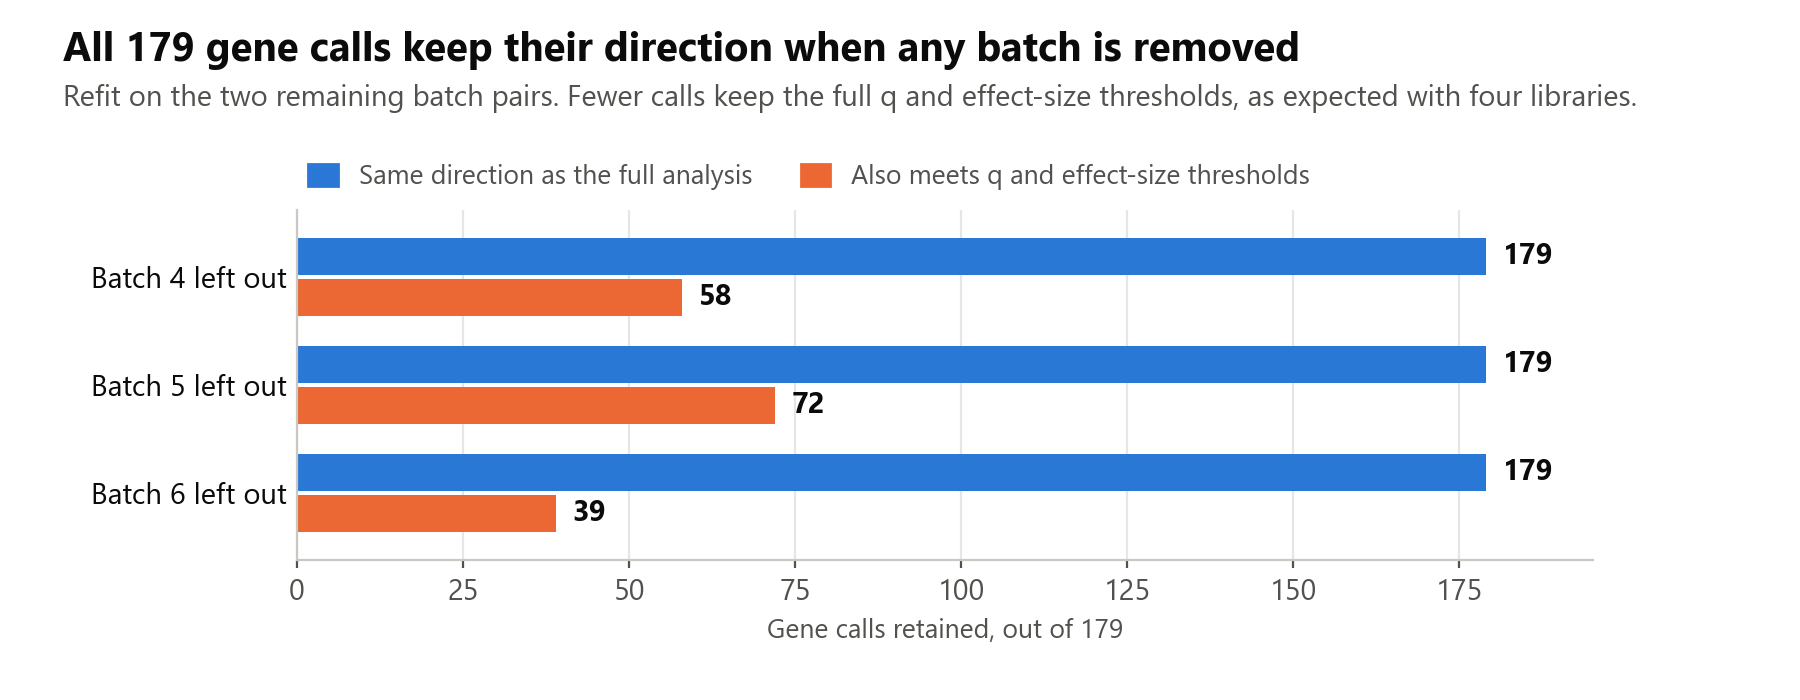 All 179 gene calls keep their direction when any batch is removed
Refit on the two remaining batch pairs. Fewer calls keep the full q and effect-size thresholds, as expected with four libraries.
Same direction as the full analysis
Also meets q and effect-size thresholds
Batch 4 left out
179
58
Batch 5 left out
179
72
Batch 6 left out
179
39
0 25 50 75 100 125 150 175
Gene calls retained, out of 179